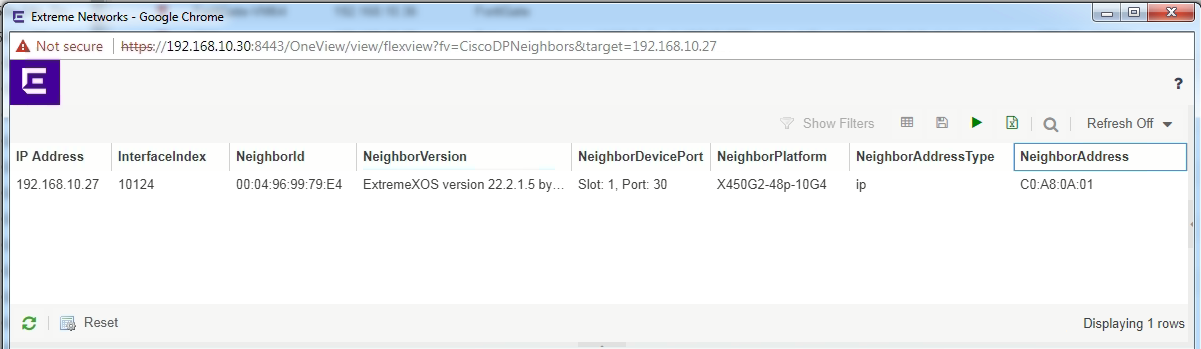 Extreme Networks - Google Chrome
Not secure | https://192.168.10.30:8443/OneView/view/flexview?fv=CiscoDPNeighbors&target=192.168.10.27
?
Show Filters Refresh Off
IP Address InterfaceIndex NeighborId NeighborVersion NeighborDevicePort NeighborPlatform NeighborAddressType NeighborAddress
192.168.10.27 10124 00:04:96:99:79:E4 ExtremeXOS version 22.2.1.5 by... Slot: 1, Port: 30 X450G2-48p-10G4 ip C0:A8:0A:01
Reset Displaying 1 rows